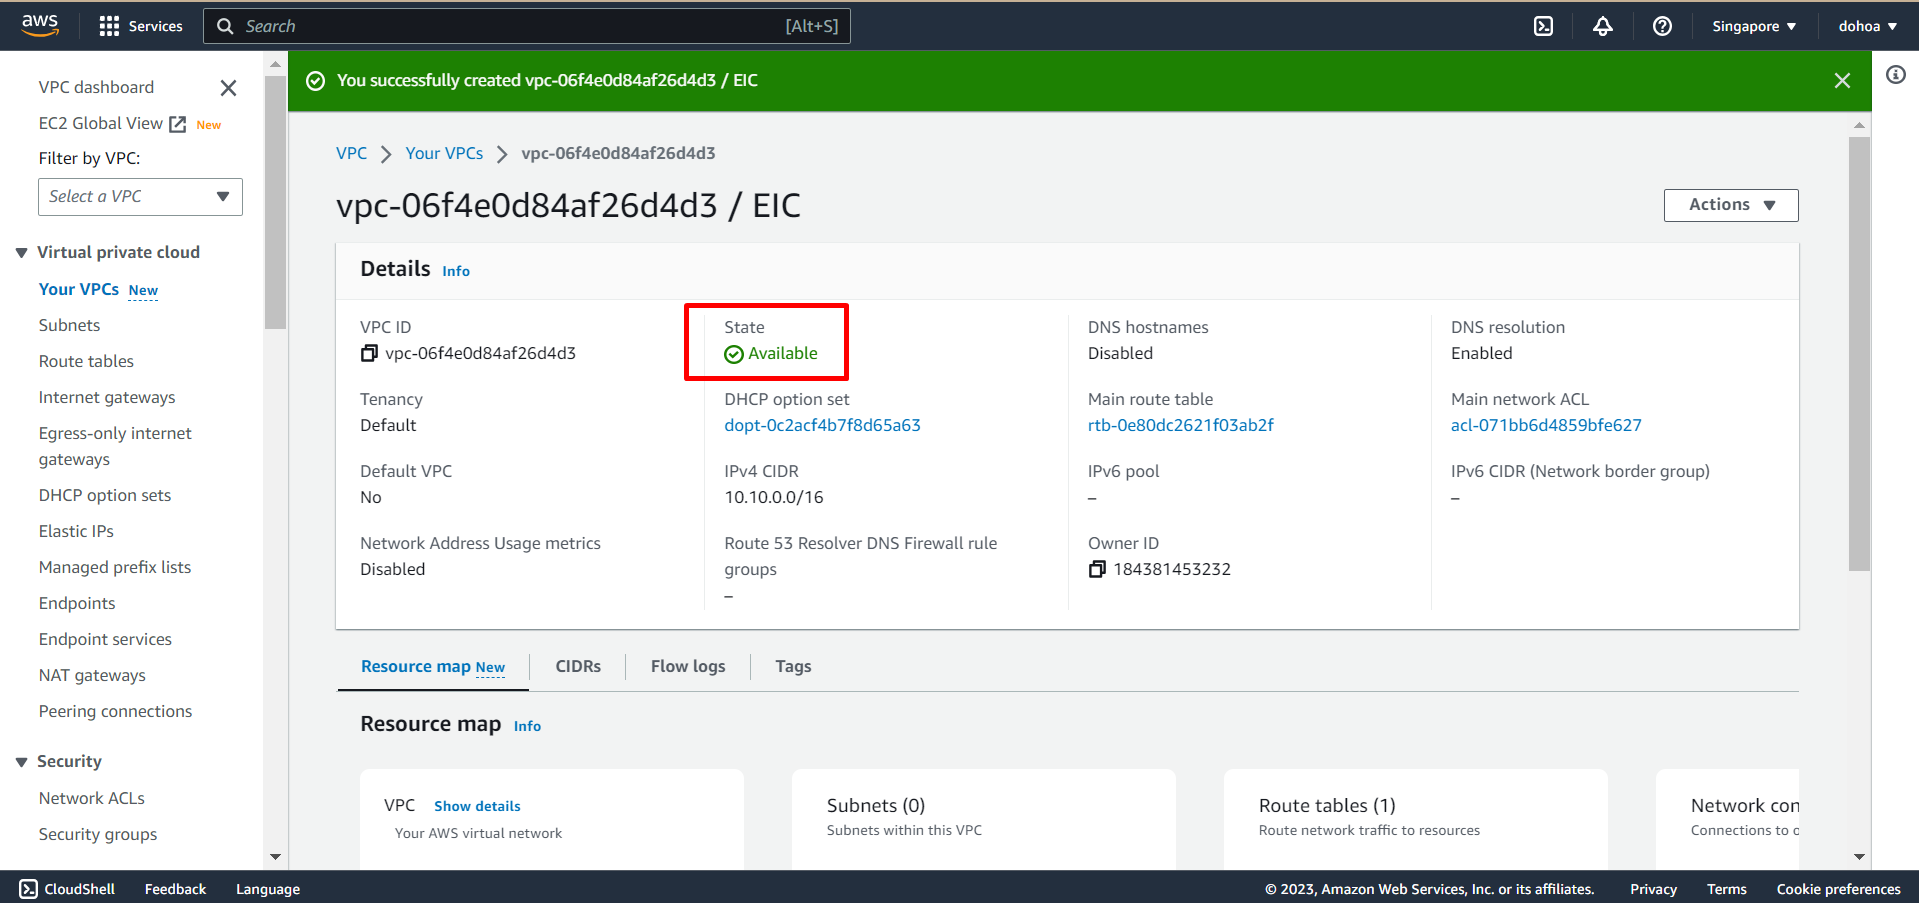 aws
Services
Search
[Alt+S]
Singapore
dohoa
VPC dashboard
EC2 Global View
New
Filter by VPC:
Select a VPC
Virtual private cloud
Your VPCs New
Subnets
Route tables
Internet gateways
Egress-only internet
gateways
DHCP option sets
Elastic IPs
Managed prefix lists
Endpoints
Endpoint services
NAT gateways
Peering connections
Security
Network ACLs
Security groups
You successfully created vpc-06f4e0d84af26d4d3 / EIC
VPC
Your VPCs
vpc-06f4e0d84af26d4d3
vpc-06f4e0d84af26d4d3 / EIC
Actions
Details Info
VPC ID
vpc-06f4e0d84af26d4d3
State
Available
DNS hostnames
Disabled
DNS resolution
Enabled
Tenancy
Default
DHCP option set
dopt-0c2acf4b7f8d65a63
Main route table
rtb-0e80dc2621f03ab2f
Main network ACL
acl-071bb6d4859bfe627
Default VPC
No
IPv4 CIDR
10.10.0.0/16
IPv6 pool
–
IPv6 CIDR (Network border group)
–
Network Address Usage metrics
Disabled
Route 53 Resolver DNS Firewall rule
groups
–
Owner ID
184381453232
Resource map New
CIDRs
Flow logs
Tags
Resource map Info
VPC Show details
Your AWS virtual network
Subnets (0)
Subnets within this VPC
Route tables (1)
Route network traffic to resources
Network con
Connections to o
CloudShell
Feedback
Language
© 2023, Amazon Web Services, Inc. or its affiliates.
Privacy
Terms
Cookie preferences